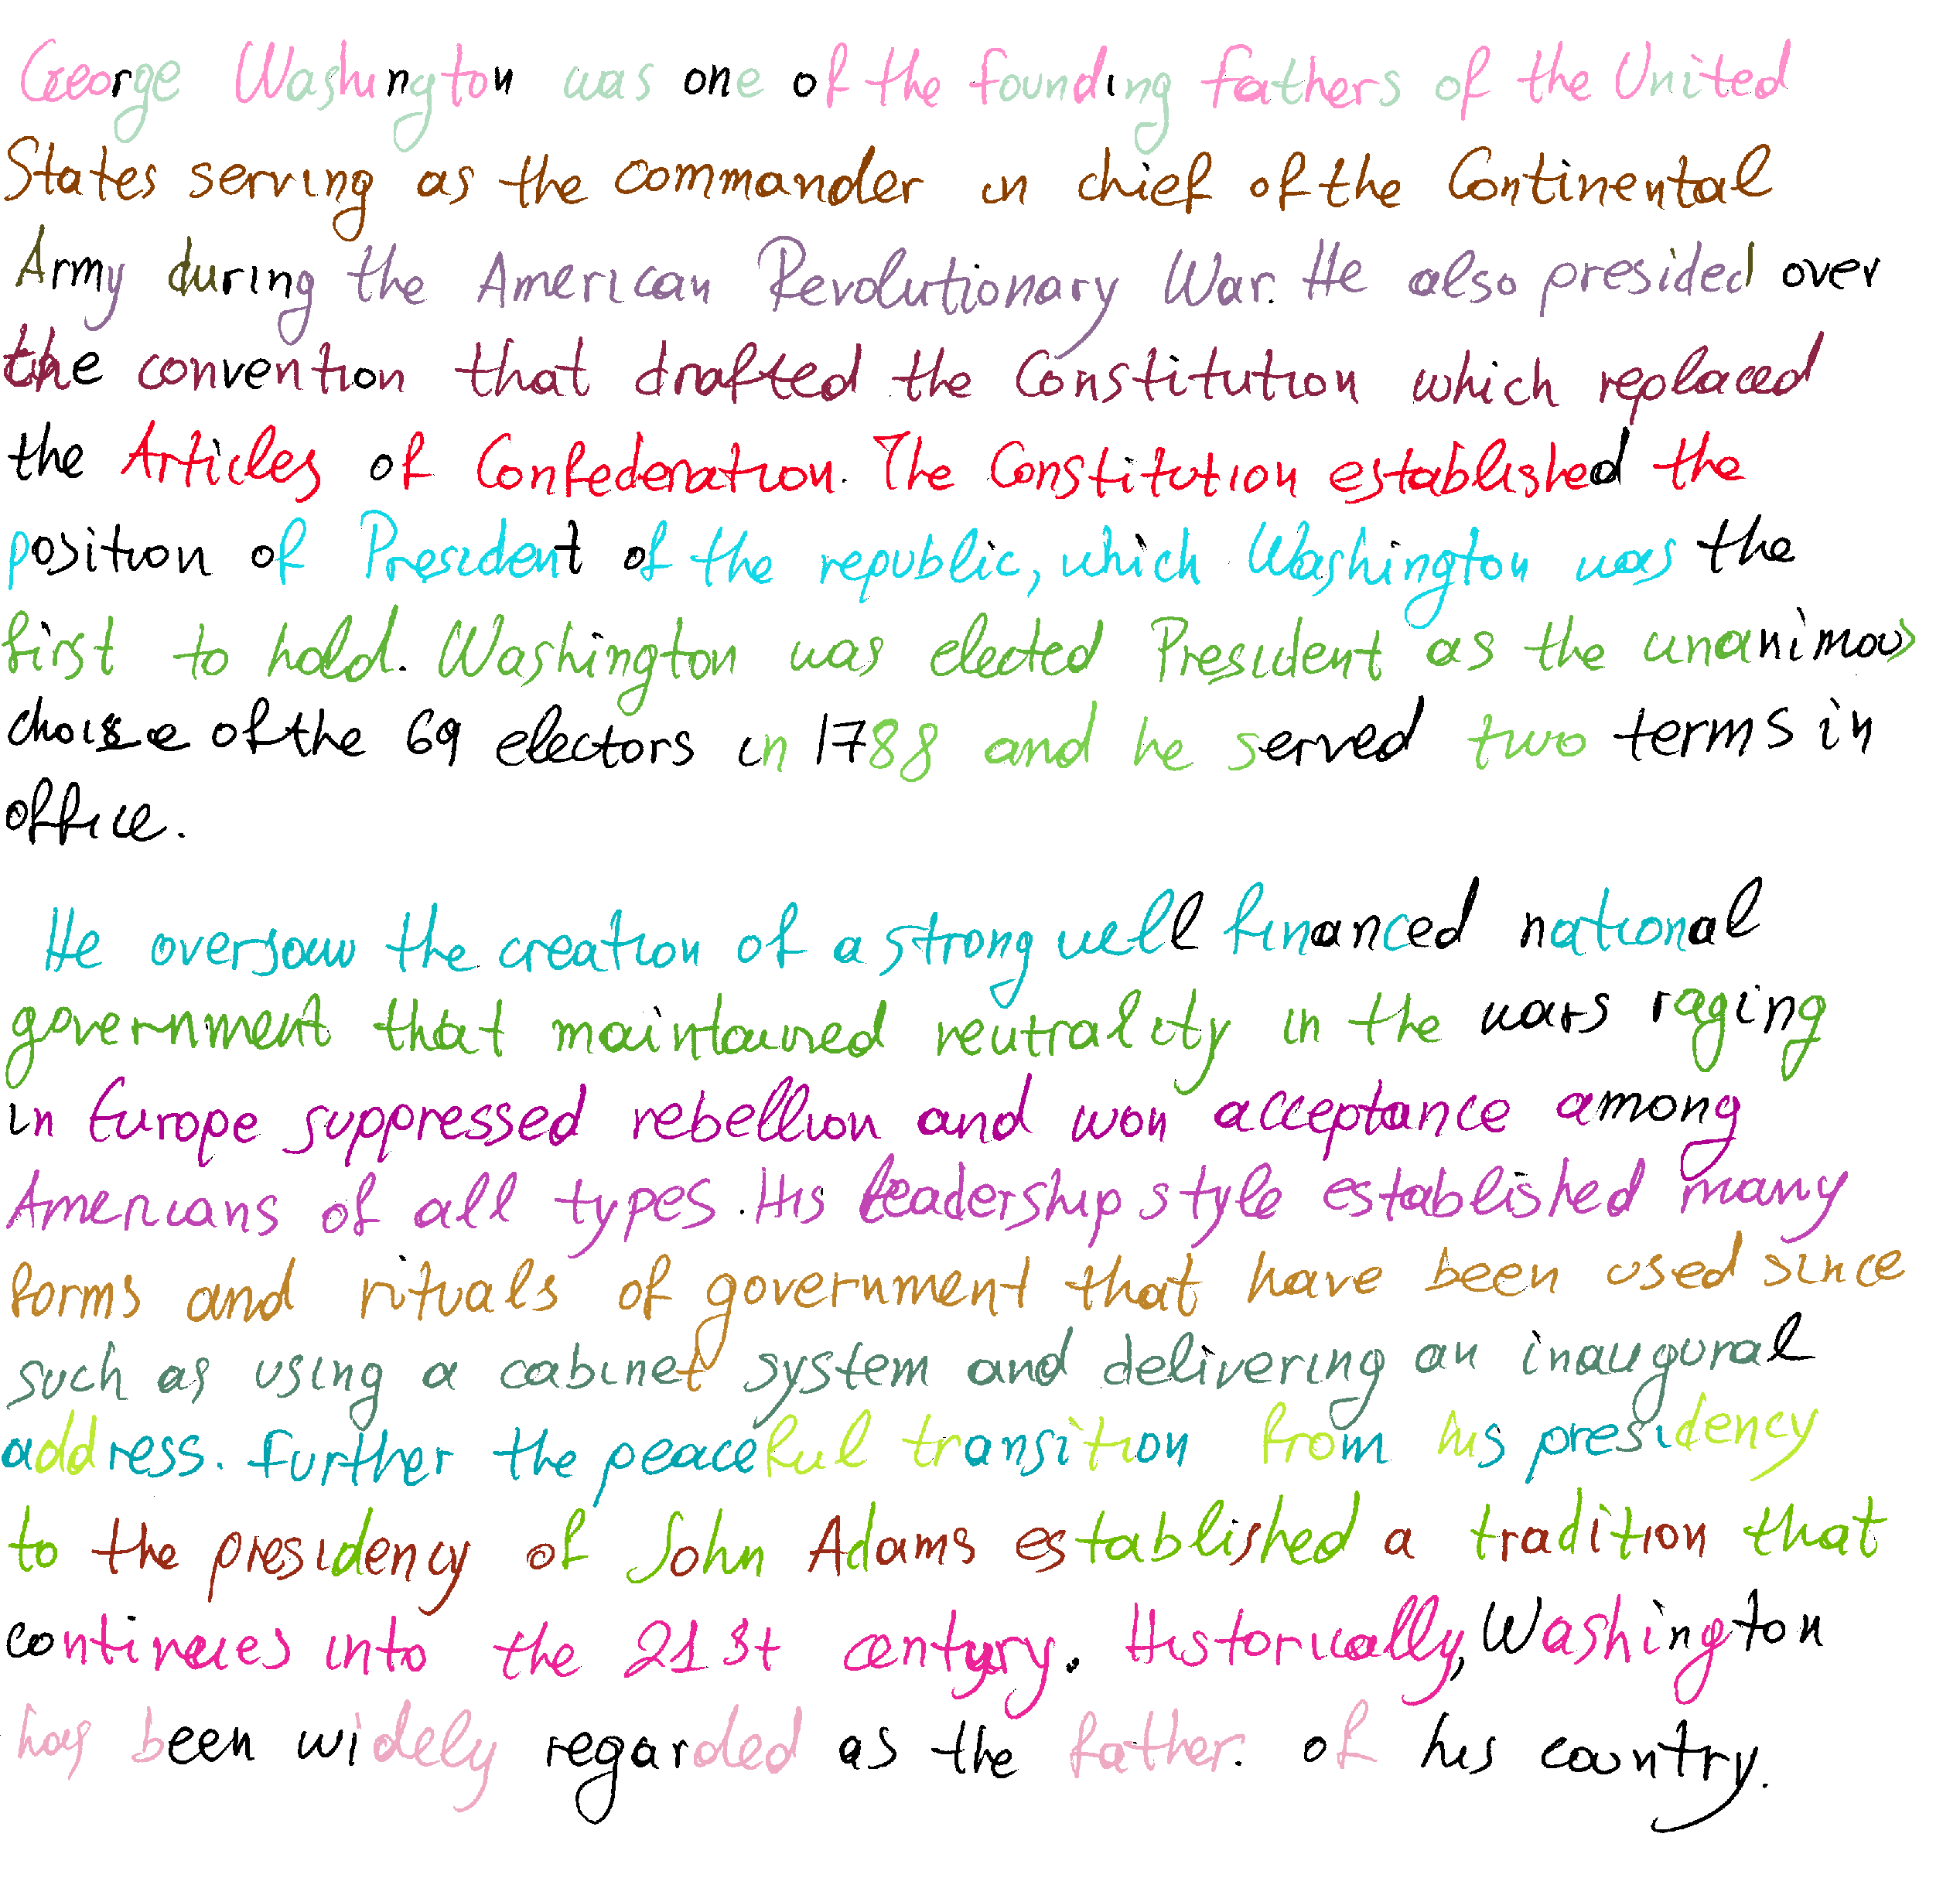 George Washington was one of the founding fathers of the United
States serving as the commander in chief of the Continental
Army during the American Revolutionary War. He also presided over
the convention that drafted the Constitution which replaced
the Articles of Confederation. The Constitution established the
position of President of the republic, which Washington was the
first to hold. Washington was elected President as the unanimous
choice of the 69 electors in 1788 and he served two terms in
office.
He oversaw the creation of a strong well financed national
government that maintained neutrality in the wars raging
in Europe suppressed rebellion and won acceptance among
Americans of all types. His leadership style established many
forms and rituals of government that have been used since
such as using a cabinet system and delivering an inaugural
address. Further the peaceful transition from his presidency
to the presidency of John Adams established a tradition that
continues into the 21st century. Historically, Washington
has been widely regarded as the father. of his country.